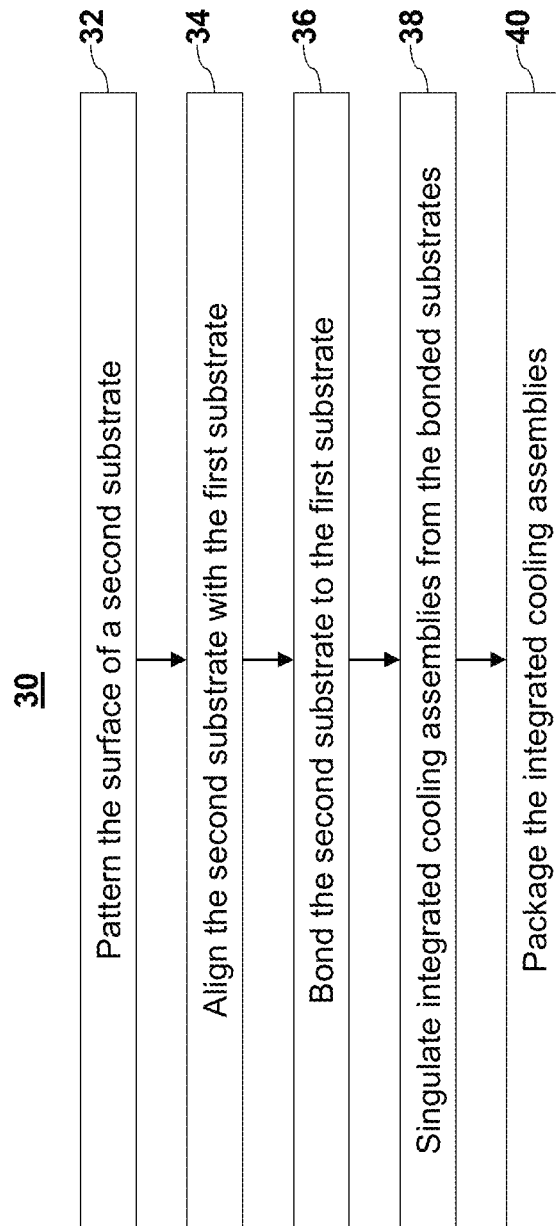 30
Pattern the surface of a second substrate
32
Align the second substrate with the first substrate
34
Bond the second substrate to the first substrate
36
Singulate integrated cooling assemblies from the bonded substrates
38
Package the integrated cooling assemblies
40